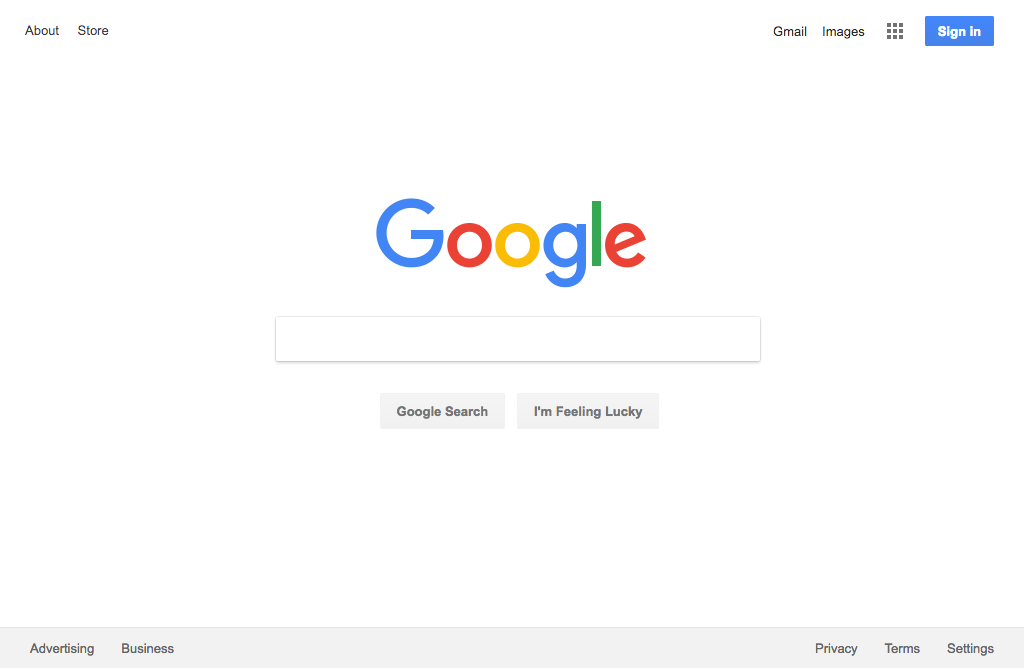 About Store Gmail Images Sign in
Google
Google Search I'm Feeling Lucky
Advertising Business Privacy Terms Settings